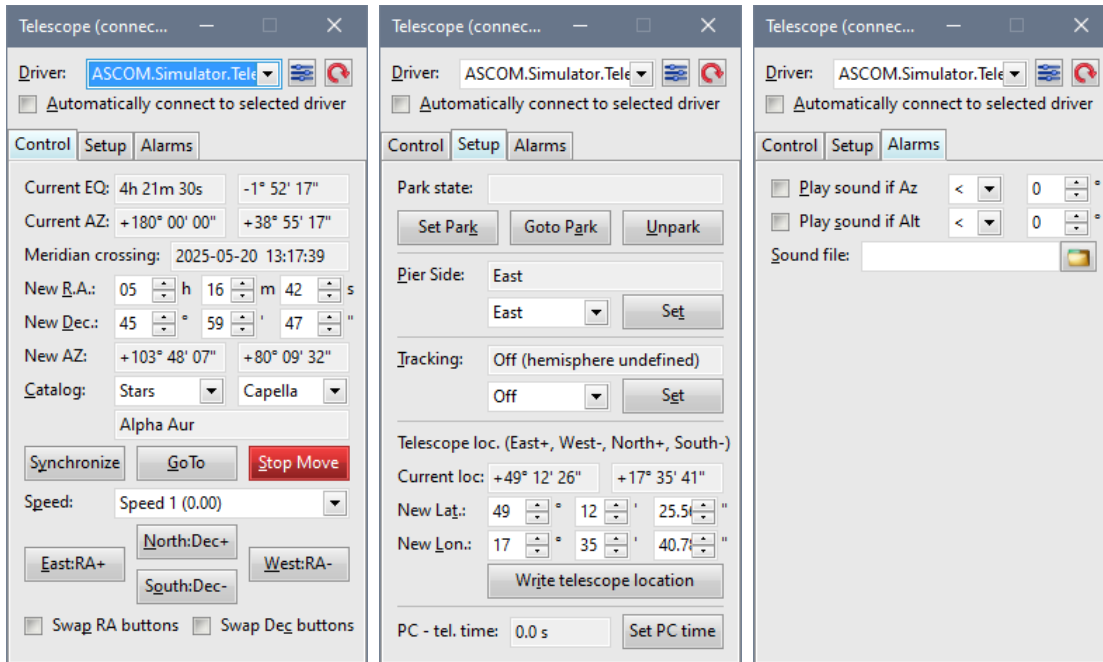 Telescope (connec...
Driver: ASCOM.Simulator.Tele
Automatically connect to selected driver
Control Setup Alarms
Current EQ: 4h 21m 30s -1° 52' 17"
Current AZ: +180° 00' 00" +38° 55' 17"
Meridian crossing: 2025-05-20 13:17:39
New R.A.: 05 h 16 m 42 s
New Dec.: 45 ° 59 ' 47 "
New AZ: +103° 48' 07" +80° 09' 32"
Catalog: Stars Capella
Alpha Aur
Synchronize GoTo Stop Move
Speed: Speed 1 (0.00)
North:Dec+
East:RA+ West:RA-
South:Dec-
Swap RA buttons Swap Dec buttons
Telescope (connec...
Driver: ASCOM.Simulator.Tele
Automatically connect to selected driver
Control Setup Alarms
Park state:
Set Park Goto Park Unpark
Pier Side: East
East Set
Tracking: Off (hemisphere undefined)
Off Set
Telescope loc. (East+, West-, North+, South-)
Current loc: +49° 12' 26" +17° 35' 41"
New Lat.: 49 ° 12 ' "
New Lon.: 17 ° 35 ' "
Write telescope location
PC - tel. time: 0.0 s Set PC time
Telescope (connec...
Driver: ASCOM.Simulator.Tele
Automatically connect to selected driver
Control Setup Alarms
Play sound if Az < 0 °
Play sound if Alt < 0 °
Sound file: